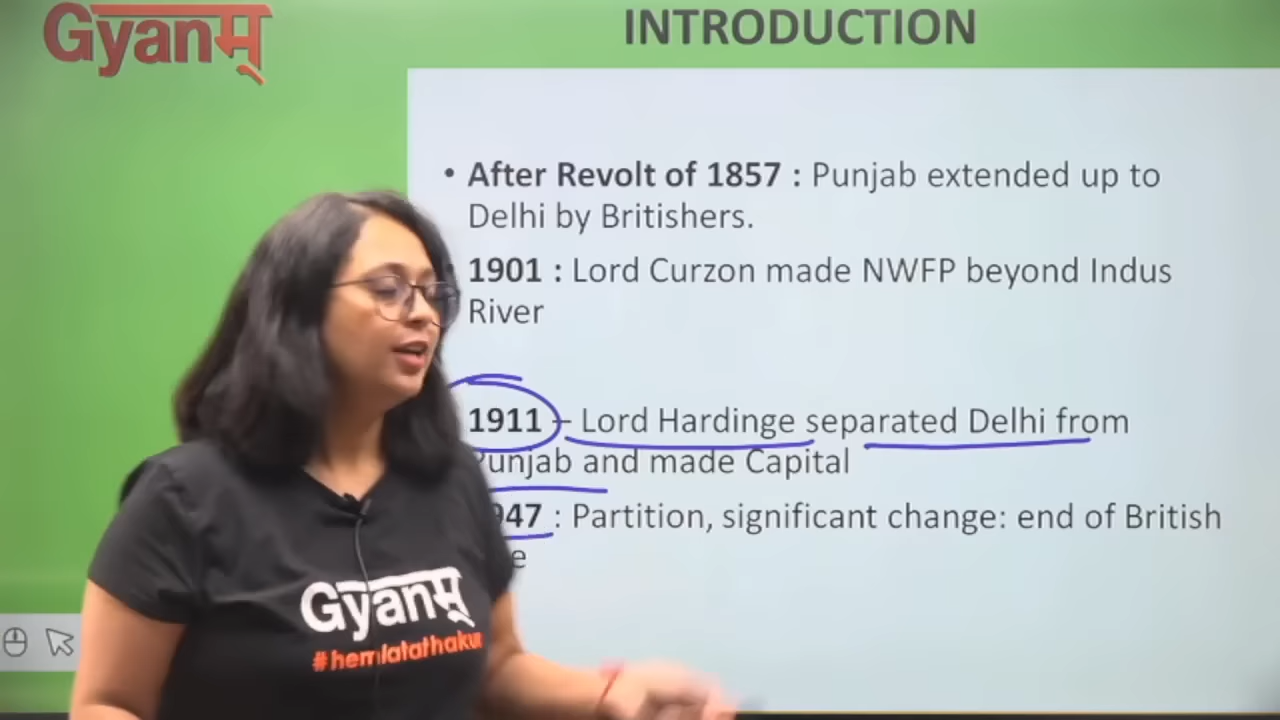 Gyanम्
INTRODUCTION
• After Revolt of 1857 : Punjab extended up to
Delhi by Britishers.
1901 : Lord Curzon made NWFP beyond Indus
River
1911 – Lord Hardinge separated Delhi from
Punjab and made Capital
47 : Partition, significant change: end of British
e
Gyanम्
#hemlatathakur